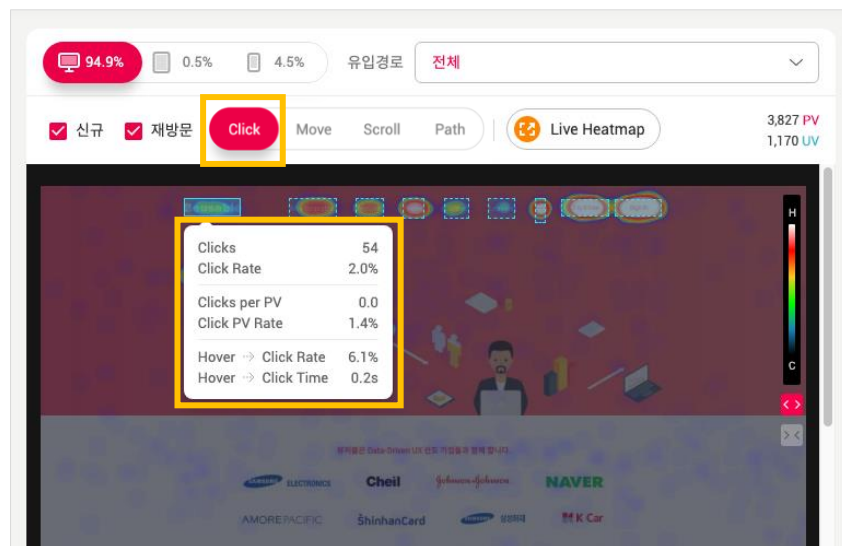 94.9% 0.5% 4.5% 유입경로 전체
신규 재방문 Click Move Scroll Path Live Heatmap
3,827 PV
1,170 UV
H
Clicks 54
Click Rate 2.0%
Clicks per PV 0.0
Click PV Rate 1.4%
Hover ⇢ Click Rate 6.1%
Hover ⇢ Click Time 0.2s
C
Data-Driven UX
SAMSUNG ELECTRONICS Cheil Johnson & Johnson NAVER
AMOREPACIFIC ShinhanCard SAMSUNG K Car